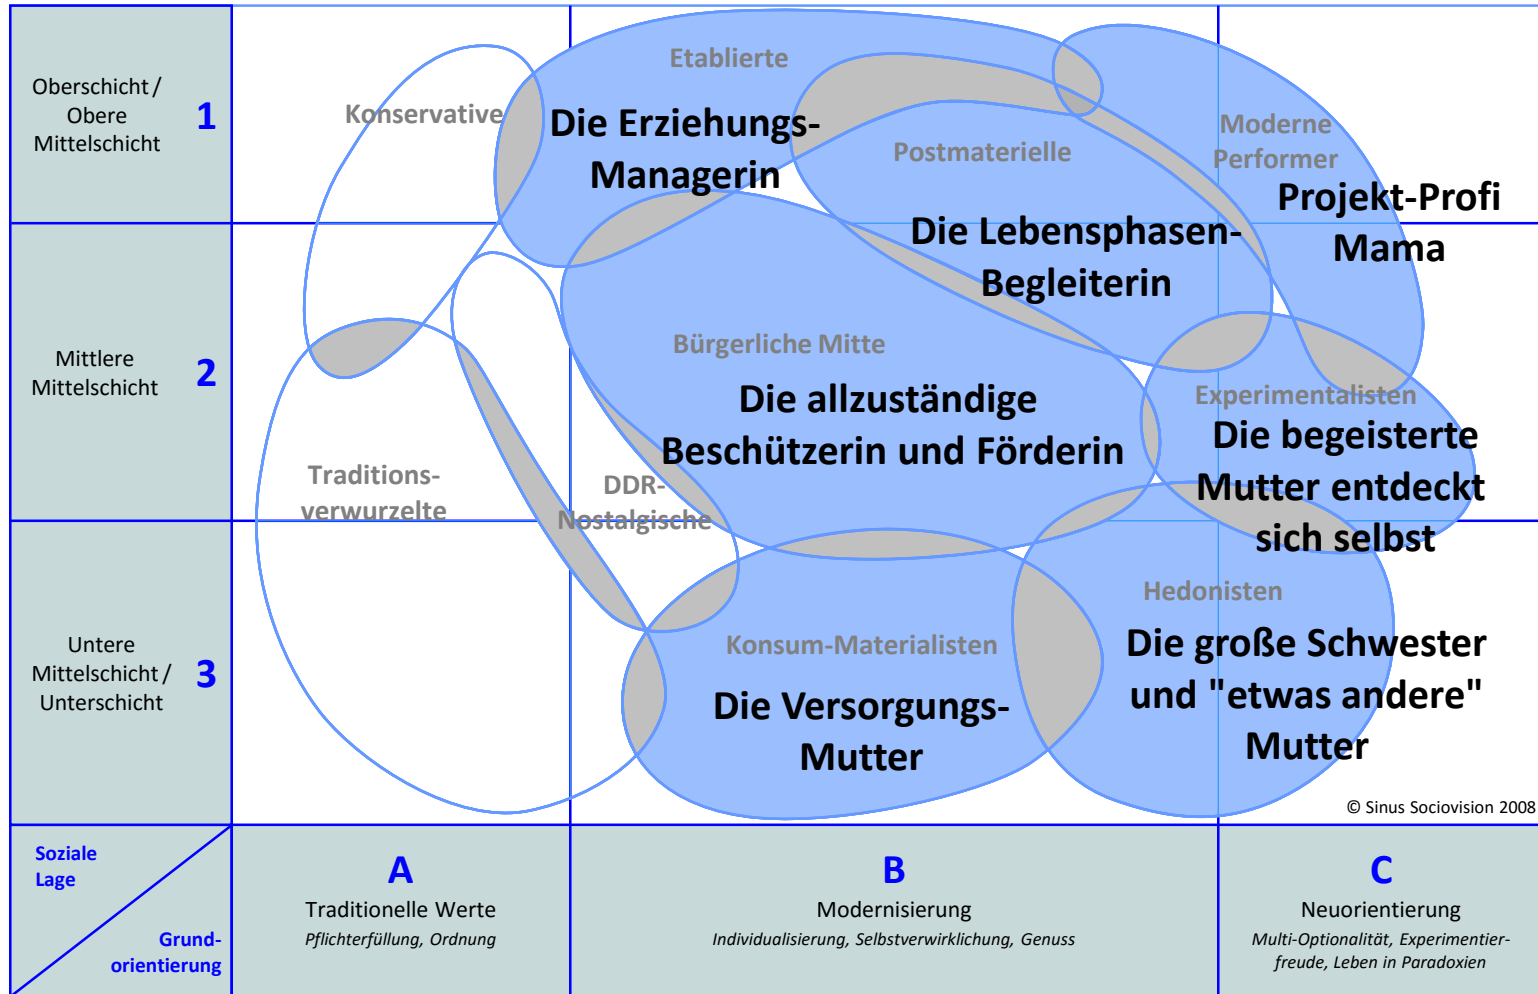 Oberschicht /
Obere
Mittelschicht
1
Konservative
Etablierte
Die Erziehungs-
Managerin
Postmaterielle
Moderne
Performer
Projekt-Profi
Mama
Die Lebensphasen-
Begleiterin
Mittlere
Mittelschicht
2
Bürgerliche Mitte
Die allzuständige
Beschützerin und Förderin
Experimentalisten
Die begeisterte
Mutter entdeckt
sich selbst
Traditions-
verwurzelte
DDR-
Nostalgische
Untere
Mittelschicht /
Unterschicht
3
Konsum-Materialisten
Die Versorgungs-
Mutter
Hedonisten
Die große Schwester
und "etwas andere"
Mutter
© Sinus Sociovision 2008
Soziale
Lage
Grund-
orientierung
A
Traditionelle Werte
Pflichterfüllung, Ordnung
B
Modernisierung
Individualisierung, Selbstverwirklichung, Genuss
C
Neuorientierung
Multi-Optionalität, Experimentier-
freude, Leben in Paradoxien